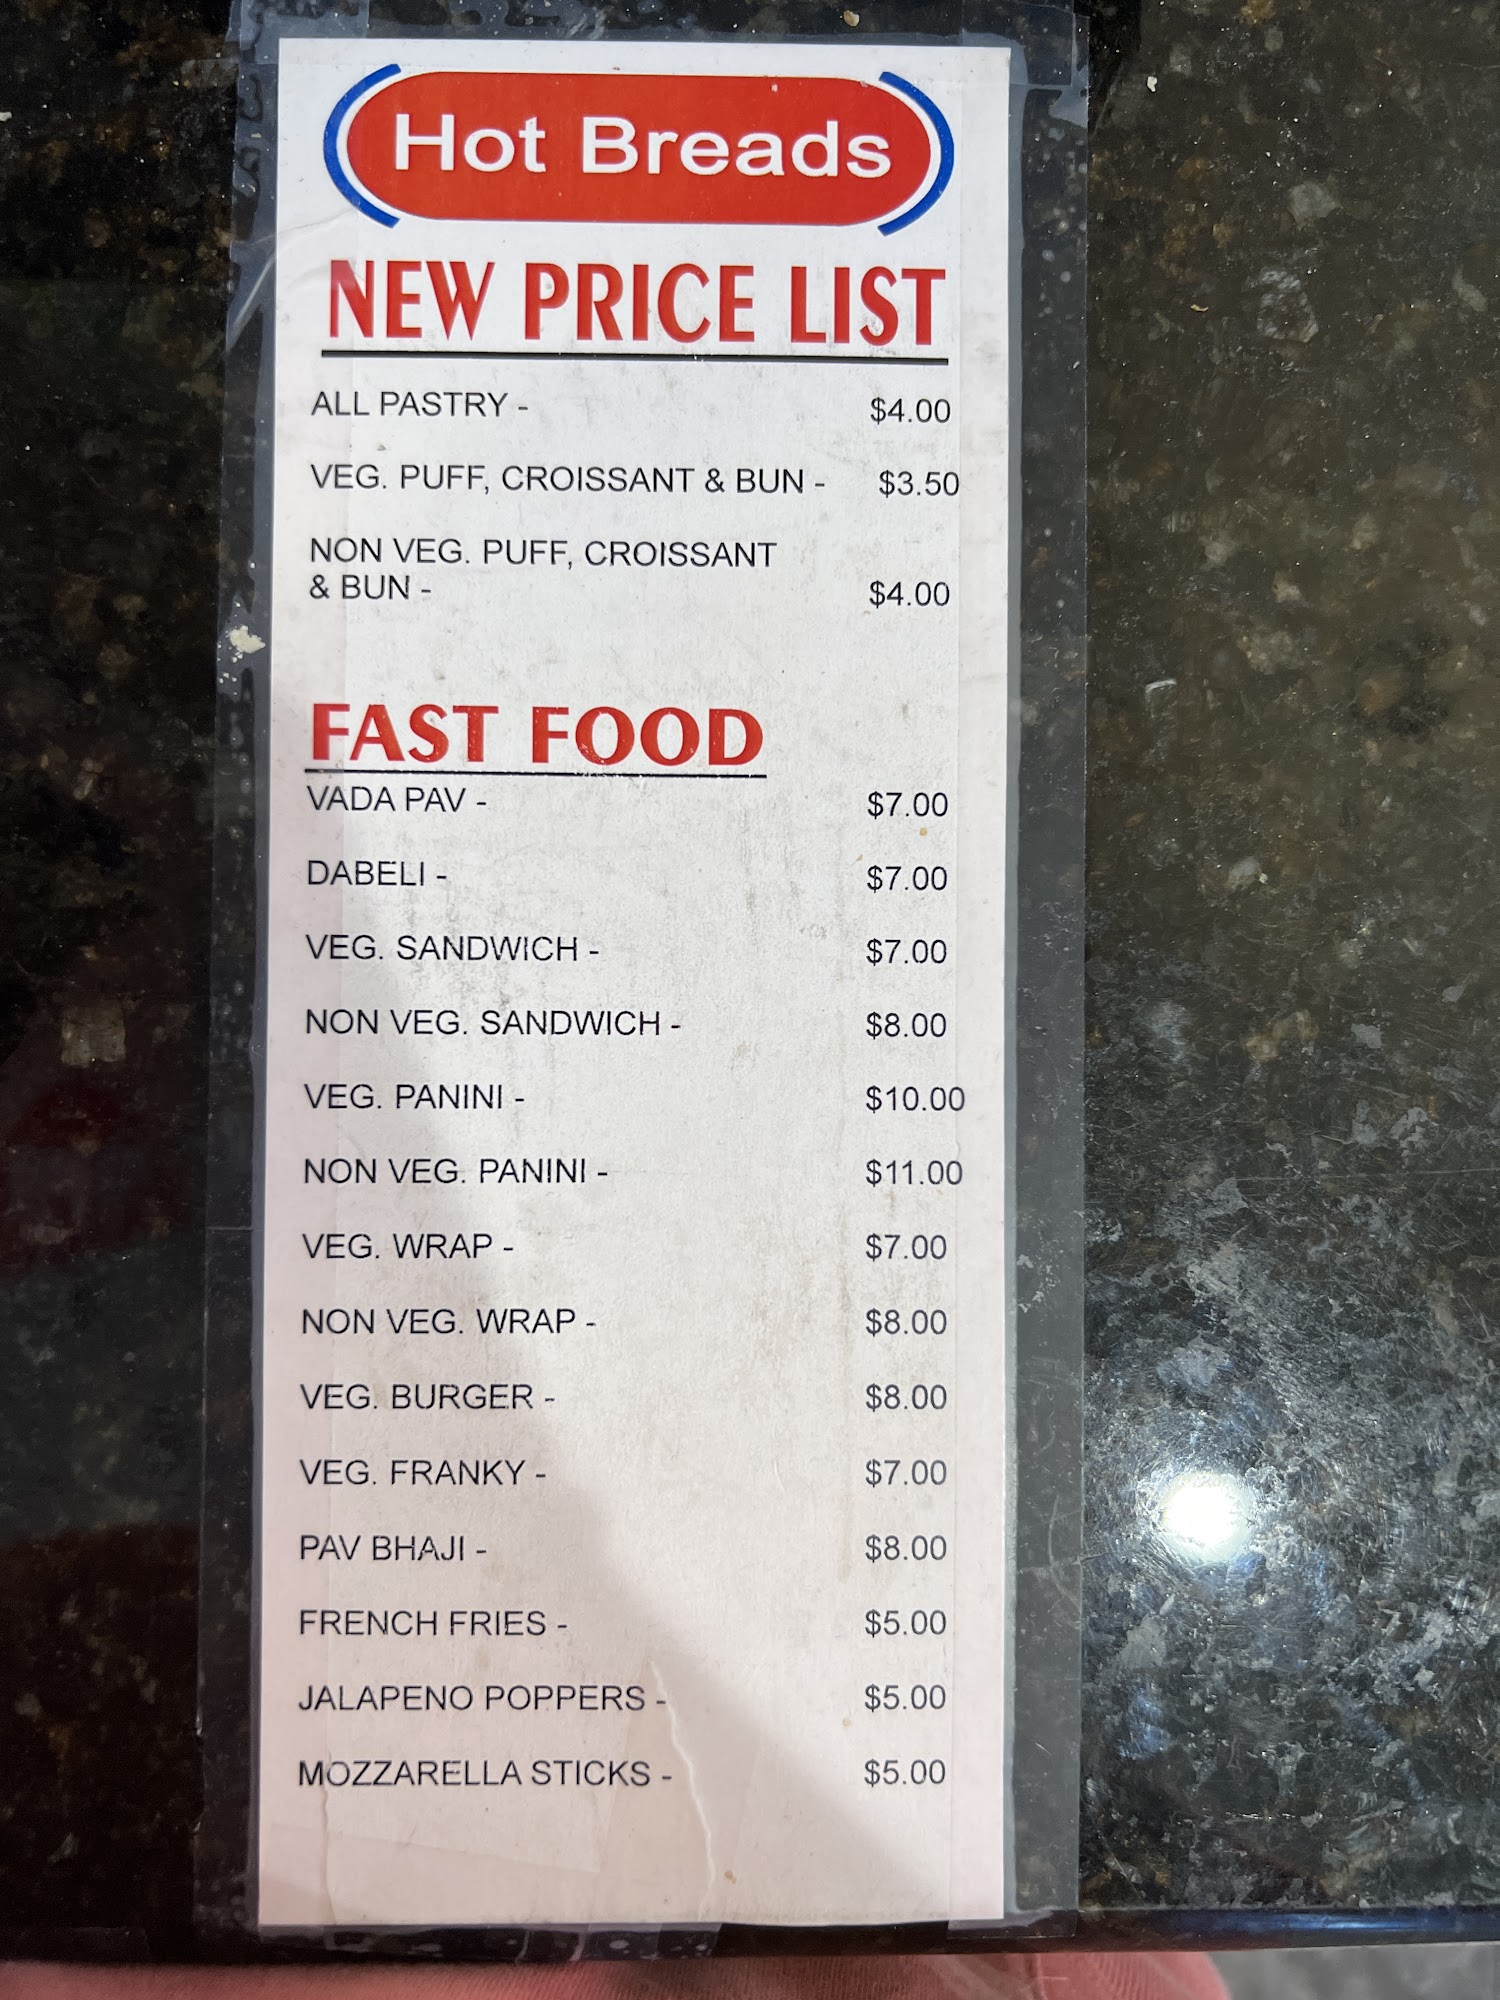 Hot Breads
NEW PRICE LIST
ALL PASTRY - $4.00
VEG. PUFF, CROISSANT & BUN - $3.50
NON VEG. PUFF, CROISSANT
& BUN - $4.00
FAST FOOD
VADA PAV - $7.00
DABELI - $7.00
VEG. SANDWICH - $7.00
NON VEG. SANDWICH - $8.00
VEG. PANINI - $10.00
NON VEG. PANINI - $11.00
VEG. WRAP - $7.00
NON VEG. WRAP - $8.00
VEG. BURGER - $8.00
VEG. FRANKY - $7.00
PAV BHAJI - $8.00
FRENCH FRIES - $5.00
JALAPENO POPPERS - $5.00
MOZZARELLA STICKS - $5.00